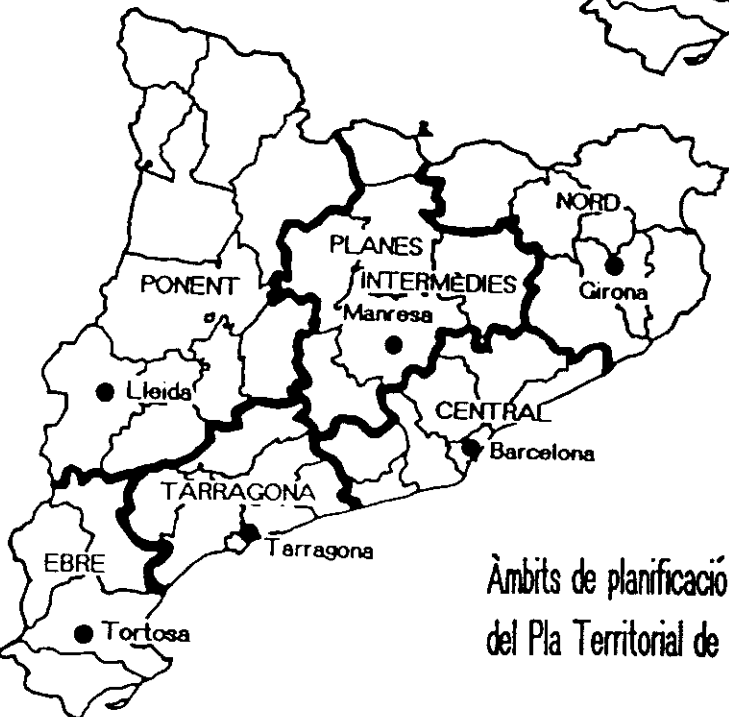 NORD
PLANES
INTERMÈDIES
PONENT
Girona
Manresa
Lleida
CENTRAL
Barcelona
TARRAGONA
Tarragona
EBRE
Tortosa
Àmbits de planificació
del Pla Territorial de